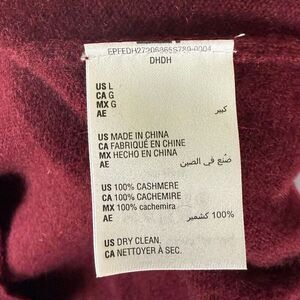 EPFEDH27306865S789-0004
DHDH
US L
CA G
MX G
AE كبير
US MADE IN CHINA
CA FABRIQUÉ EN CHINE
MX HECHO EN CHINA
AE صُنع في الصين
US 100% CASHMERE
CA 100% CACHEMIRE
MX 100% cachemira
AE 100% كشمير
US DRY CLEAN.
CA NETTOYER À SEC.